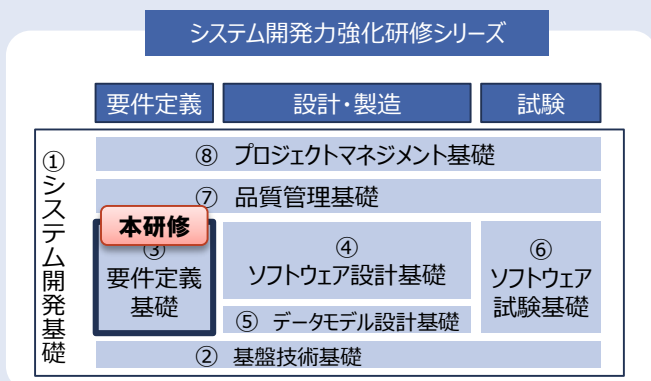 システム開発力強化研修シリーズ
要件定義
設計・製造
試験
①システム開発基礎
⑧ プロジェクトマネジメント基礎
⑦ 品質管理基礎
本研修
③
要件定義
基礎
④
ソフトウェア設計基礎
⑤ データモデル設計基礎
⑥
ソフトウェア
試験基礎
② 基盤技術基礎